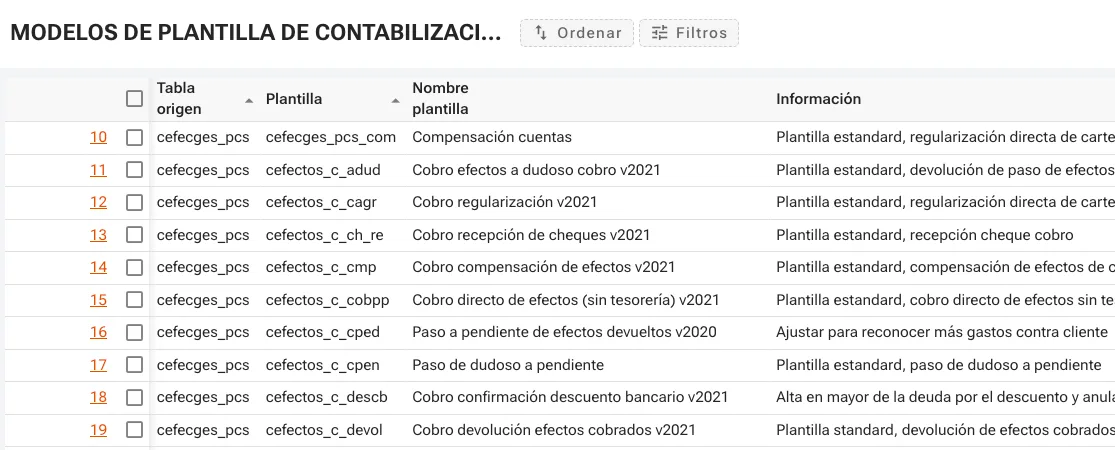 MODELOS DE PLANTILLA DE CONTABILIZACI... Ordenar Filtros
Tabla origen Plantilla Nombre plantilla Información
10 cefecges_pcs cefecges_pcs_com Compensación cuentas Plantilla estandard, regularización directa de carte
11 cefecges_pcs cefectos_c_adud Cobro efectos a dudoso cobro v2021 Plantilla estandard, devolución de paso de efectos
12 cefecges_pcs cefectos_c_cagr Cobro regularización v2021 Plantilla estandard, regularización directa de carte
13 cefecges_pcs cefectos_c_ch_re Cobro recepción de cheques v2021 Plantilla estandard, recepción cheque cobro
14 cefecges_pcs cefectos_c_cmp Cobro compensación de efectos v2021 Plantilla estandard, compensación de efectos de c
15 cefecges_pcs cefectos_c_cobpp Cobro directo de efectos (sin tesorería) v2021 Plantilla estandard, cobro directo de efectos sin te
16 cefecges_pcs cefectos_c_cped Paso a pendiente de efectos devueltos v2020 Ajustar para reconocer más gastos contra cliente
17 cefecges_pcs cefectos_c_cpen Paso de dudoso a pendiente Plantilla estandard, paso de dudoso a pendiente
18 cefecges_pcs cefectos_c_descb Cobro confirmación descuento bancario v2021 Alta en mayor de la deuda por el descuento y anula
19 cefecges_pcs cefectos_c_devol Cobro devolución efectos cobrados v2021 Plantilla standard, devolución de efectos cobrados